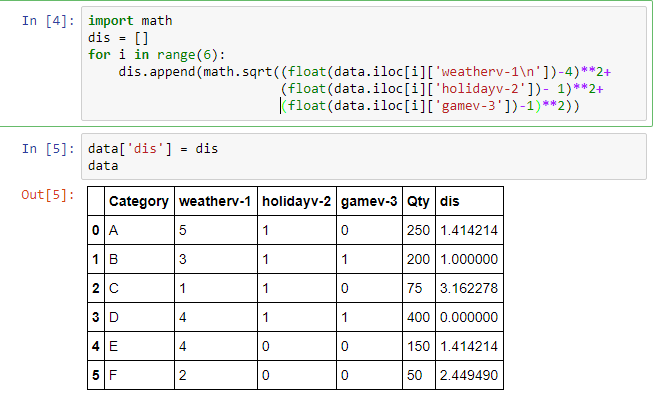 In [4]: import math
dis = []
for i in range(6):
    dis.append(math.sqrt((float(data.iloc[i]['weatherv-1\n'])-4)**2+
                         (float(data.iloc[i]['holidayv-2'])- 1)**2+
                         (float(data.iloc[i]['gamev-3'])-1)**2))
In [5]: data['dis'] = dis
data
Out[5]:
Category weatherv-1 holidayv-2 gamev-3 Qty dis
0 A 5 1 0 250 1.414214
1 B 3 1 1 200 1.000000
2 C 1 1 0 75 3.162278
3 D 4 1 1 400 0.000000
4 E 4 0 0 150 1.414214
5 F 2 0 0 50 2.449490